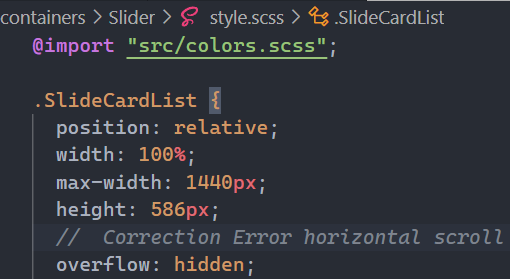 containers > Slider > style.scss > .SlideCardList
@import "src/colors.scss";
.SlideCardList {
position: relative;
width: 100%;
max-width: 1440px;
height: 586px;
//  Correction Error horizontal scroll
overflow: hidden;